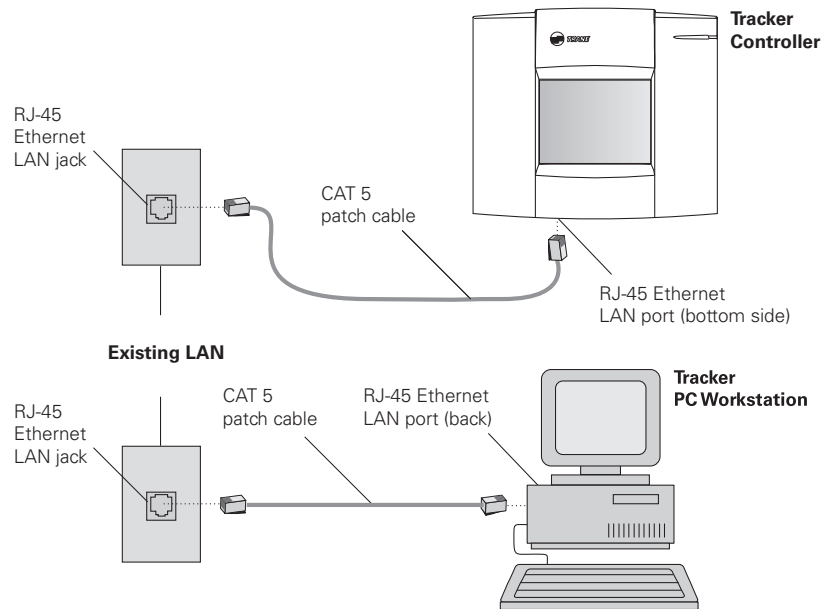 Tracker
Controller
TRANE
RJ-45
Ethernet
LAN jack
CAT 5
patch cable
RJ-45 Ethernet
LAN port (bottom side)
Existing LAN
Tracker
PC Workstation
CAT 5
patch cable
RJ-45 Ethernet
LAN port (back)
RJ-45
Ethernet
LAN jack